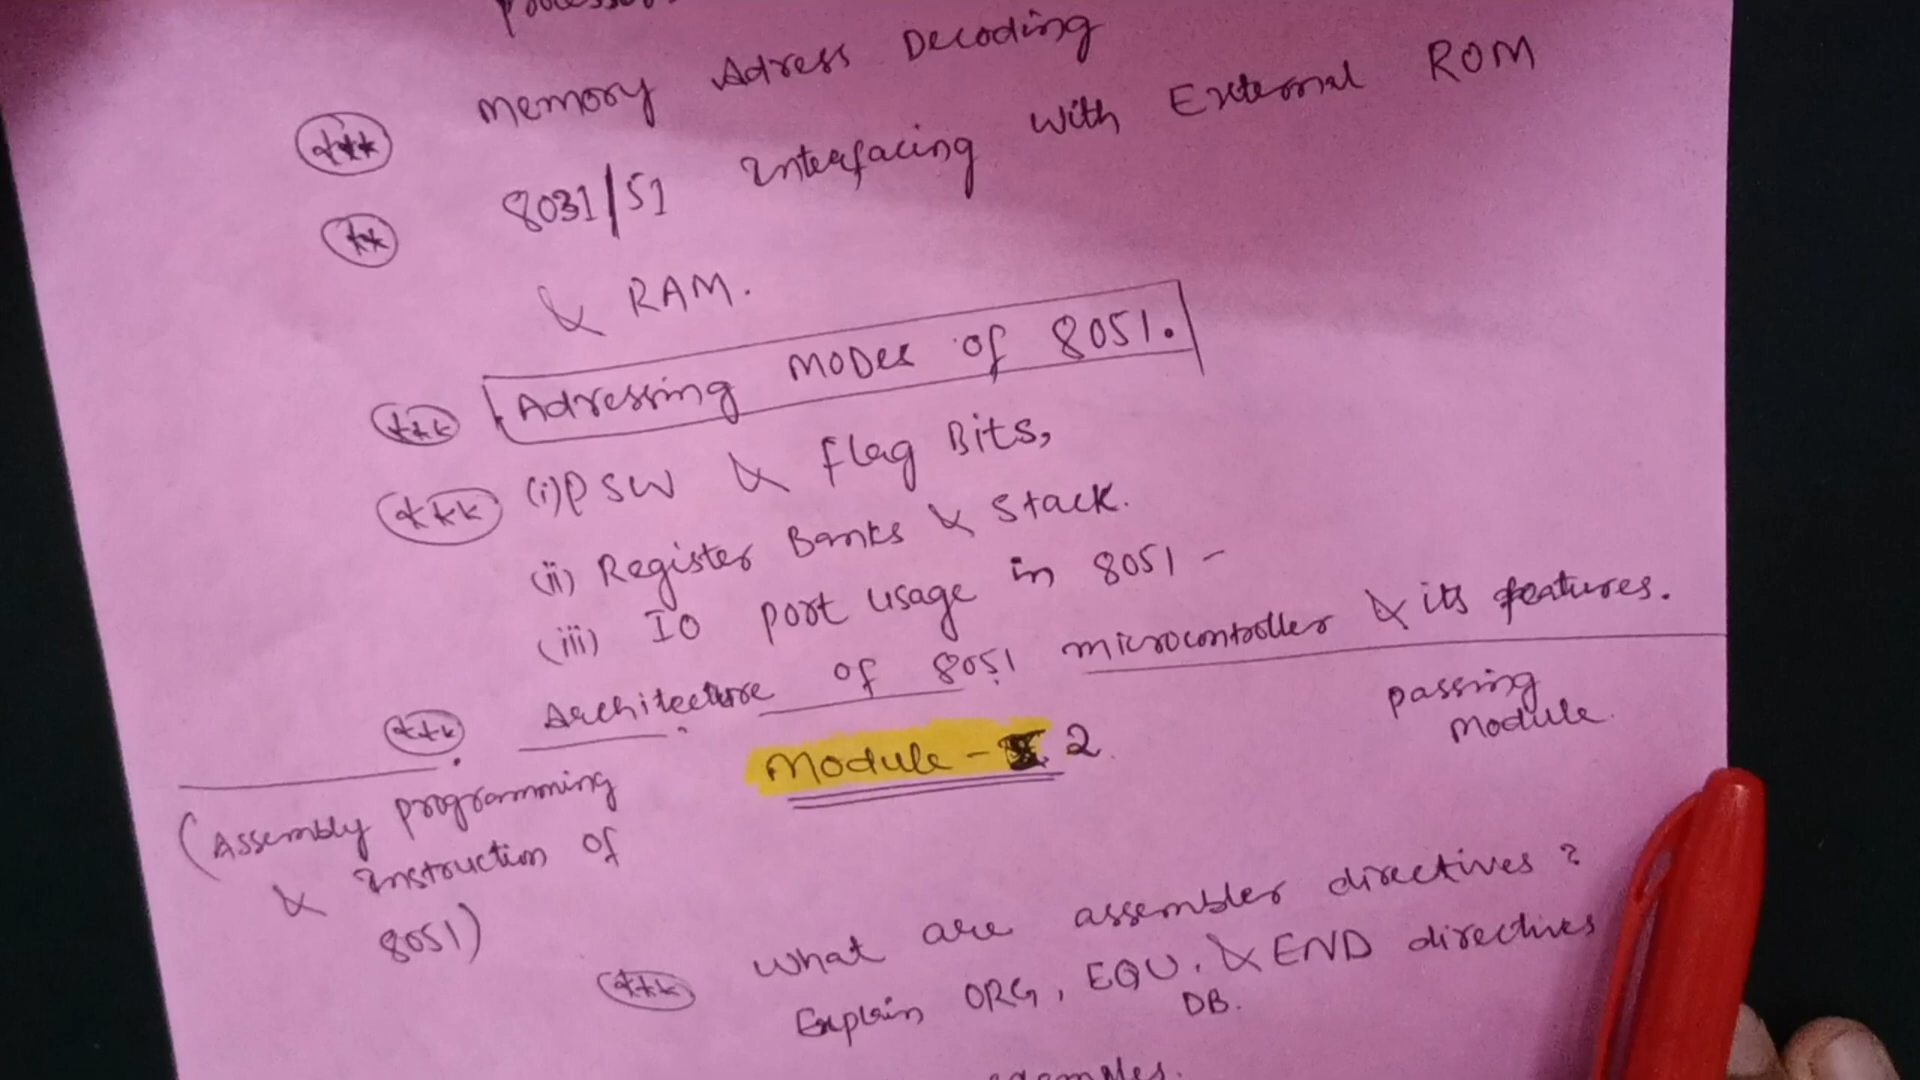 Memory Adress Decoding
*** 
8031/51 Interfacing with External ROM
**
& RAM.
*** Adressing Modes of 8051.
*** (i) PSW & flag Bits,
(ii) Register Banks & Stack.
(iii) IO port usage in 8051 -
*** Architecture of 8051 microcontroller & its features.
Module - 2
passing
Module.
(Assembly programming
& Instruction of
8051)
*** What are assembler directives?
Explain ORG, EQU, & END directives
DB.
examples.